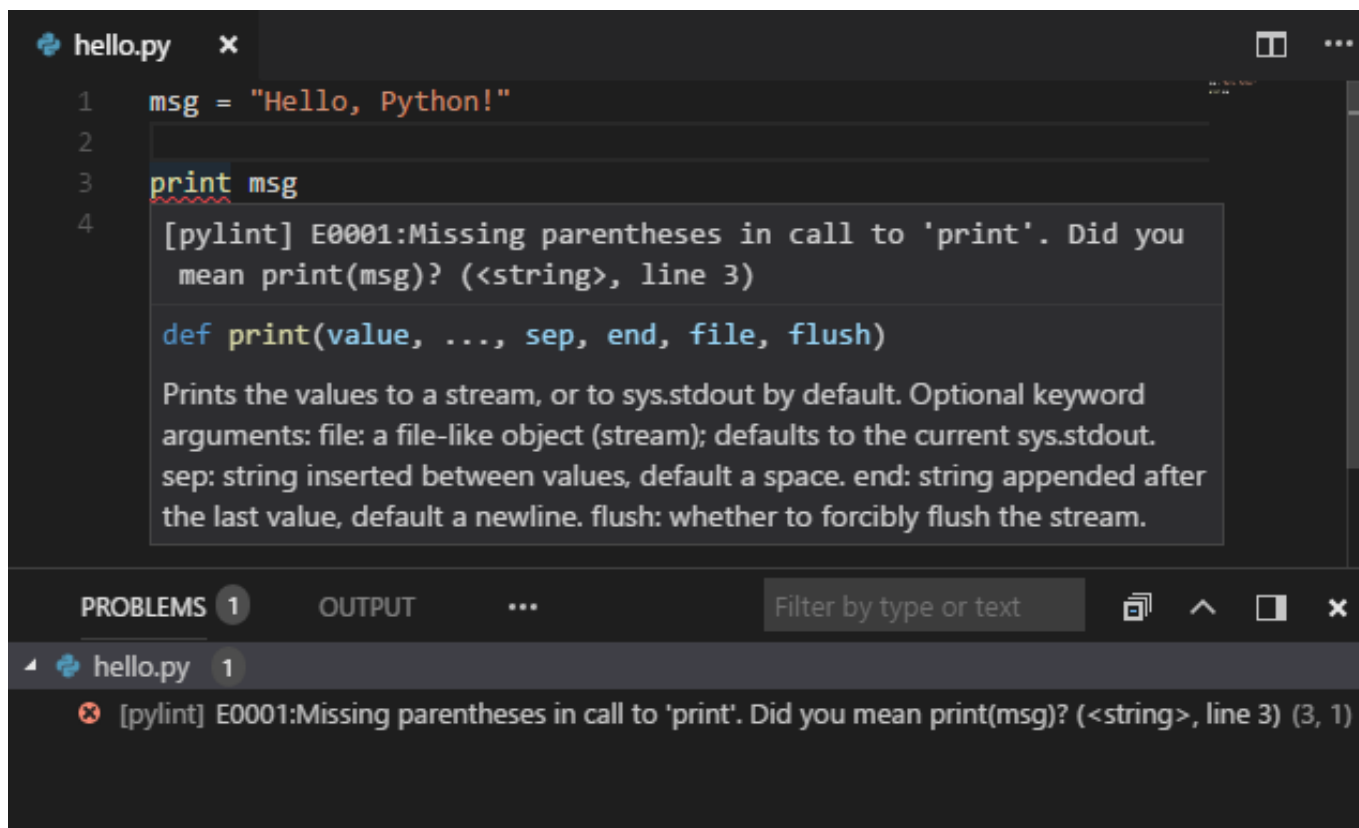 hello.py
1 msg = "Hello, Python!"
2
3 print msg
4
[pylint] E0001:Missing parentheses in call to 'print'. Did you
mean print(msg)? (<string>, line 3)
def print(value, ..., sep, end, file, flush)
Prints the values to a stream, or to sys.stdout by default. Optional keyword
arguments: file: a file-like object (stream); defaults to the current sys.stdout.
sep: string inserted between values, default a space. end: string appended after
the last value, default a newline. flush: whether to forcibly flush the stream.
PROBLEMS 1 OUTPUT ••• Filter by type or text
hello.py 1
[pylint] E0001:Missing parentheses in call to 'print'. Did you mean print(msg)? (<string>, line 3) (3, 1)